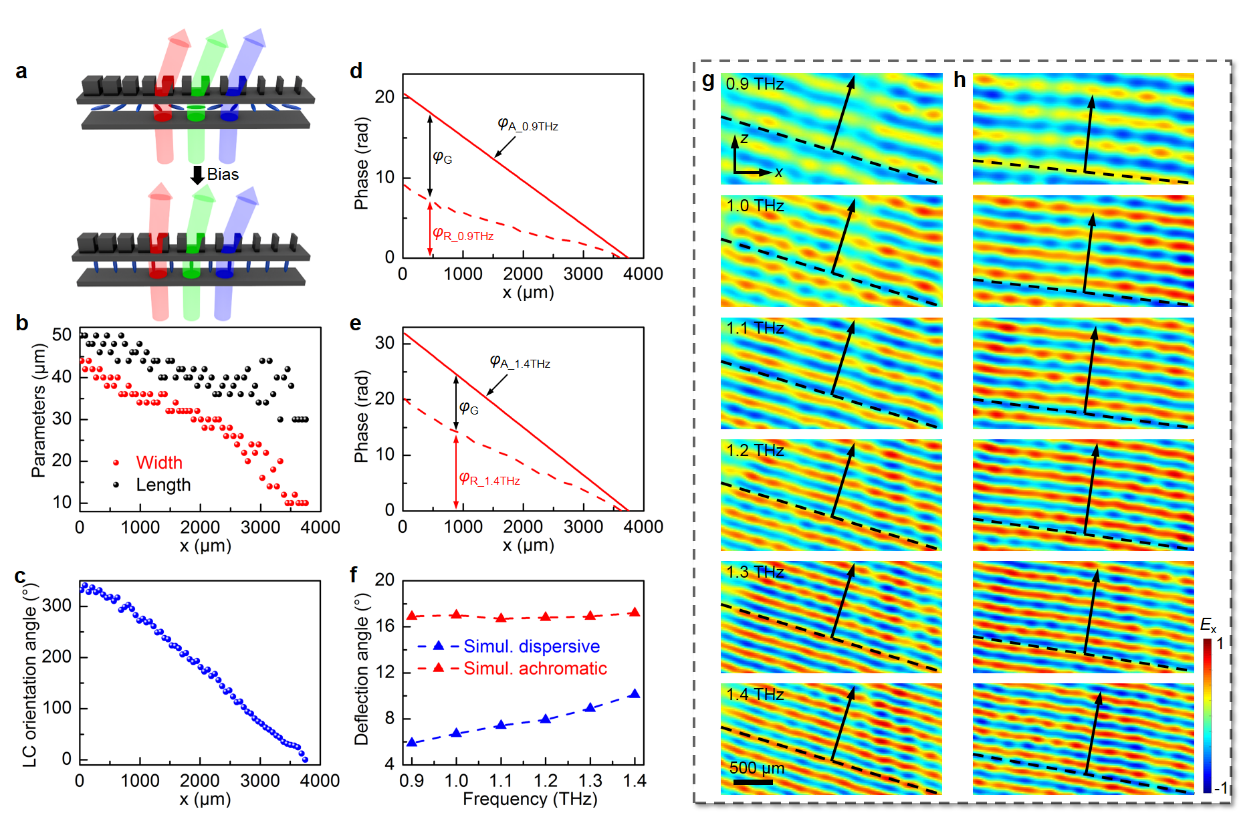 a
Bias
b
50
40
30
20
10
Parameters (μm)
Width
Length
0
1000
2000
3000
4000
x (μm)
c
300
200
100
0
LC orientation angle (°)
0
1000
2000
3000
4000
x (μm)
d
20
10
0
Phase (rad)
φA_0.9THz
φG
φR_0.9THz
0
1000
2000
3000
4000
x (μm)
e
30
20
10
0
Phase (rad)
φA_1.4THz
φG
φR_1.4THz
0
1000
2000
3000
4000
x (μm)
f
20
16
12
8
4
Deflection angle (°)
Simul. dispersive
Simul. achromatic
0.9
1.0
1.1
1.2
1.3
1.4
Frequency (THz)
g
0.9 THz
z
x
1.0 THz
1.1 THz
1.2 THz
1.3 THz
1.4 THz
500 μm
h
Ex
1
-1